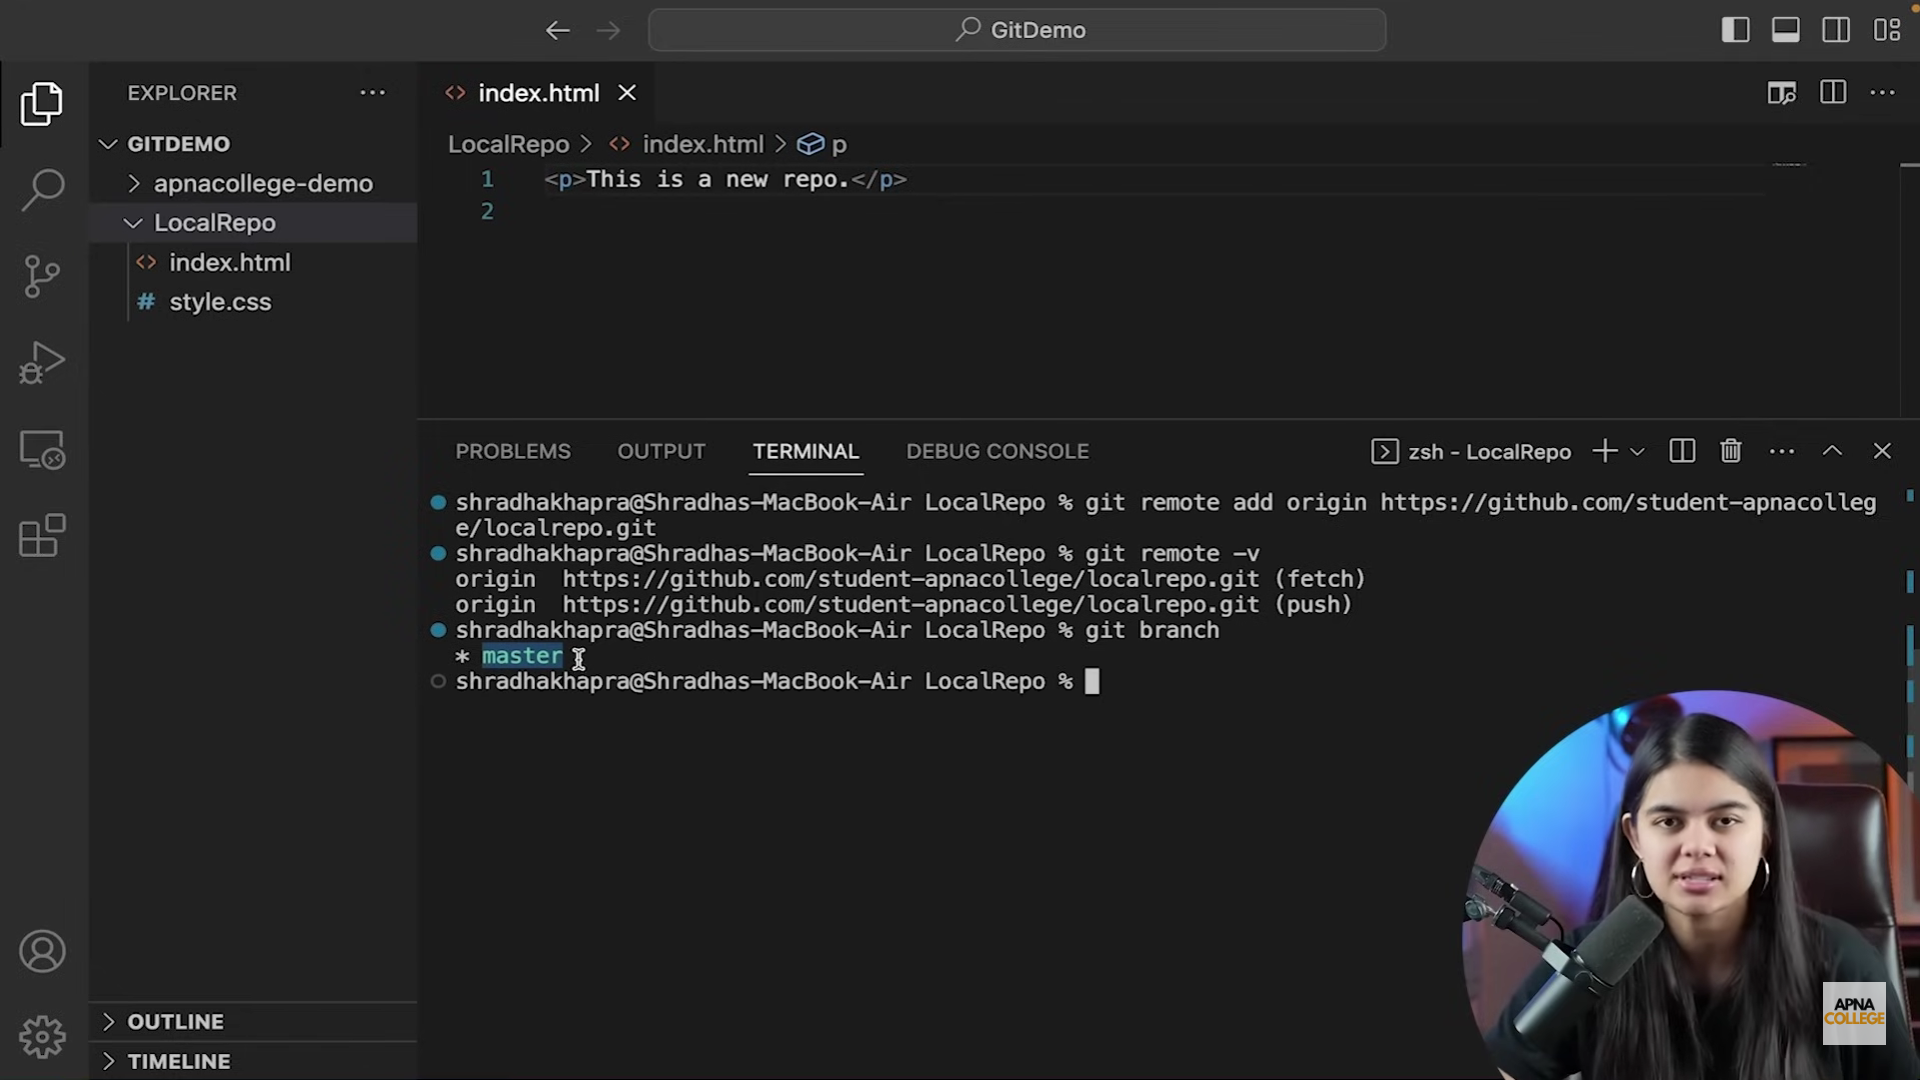 GitDemo
EXPLORER
GITDEMO
apnacollege-demo
LocalRepo
index.html
style.css
OUTLINE
TIMELINE
index.html
LocalRepo > index.html > p
1 <p>This is a new repo.</p>
2
PROBLEMS OUTPUT TERMINAL DEBUG CONSOLE
zsh - LocalRepo
shradhakhapra@Shradhas-MacBook-Air LocalRepo % git remote add origin https://github.com/student-apnacolleg
e/localrepo.git
shradhakhapra@Shradhas-MacBook-Air LocalRepo % git remote -v
origin https://github.com/student-apnacollege/localrepo.git (fetch)
origin https://github.com/student-apnacollege/localrepo.git (push)
shradhakhapra@Shradhas-MacBook-Air LocalRepo % git branch
* master
shradhakhapra@Shradhas-MacBook-Air LocalRepo %
APNA
COLLEGE